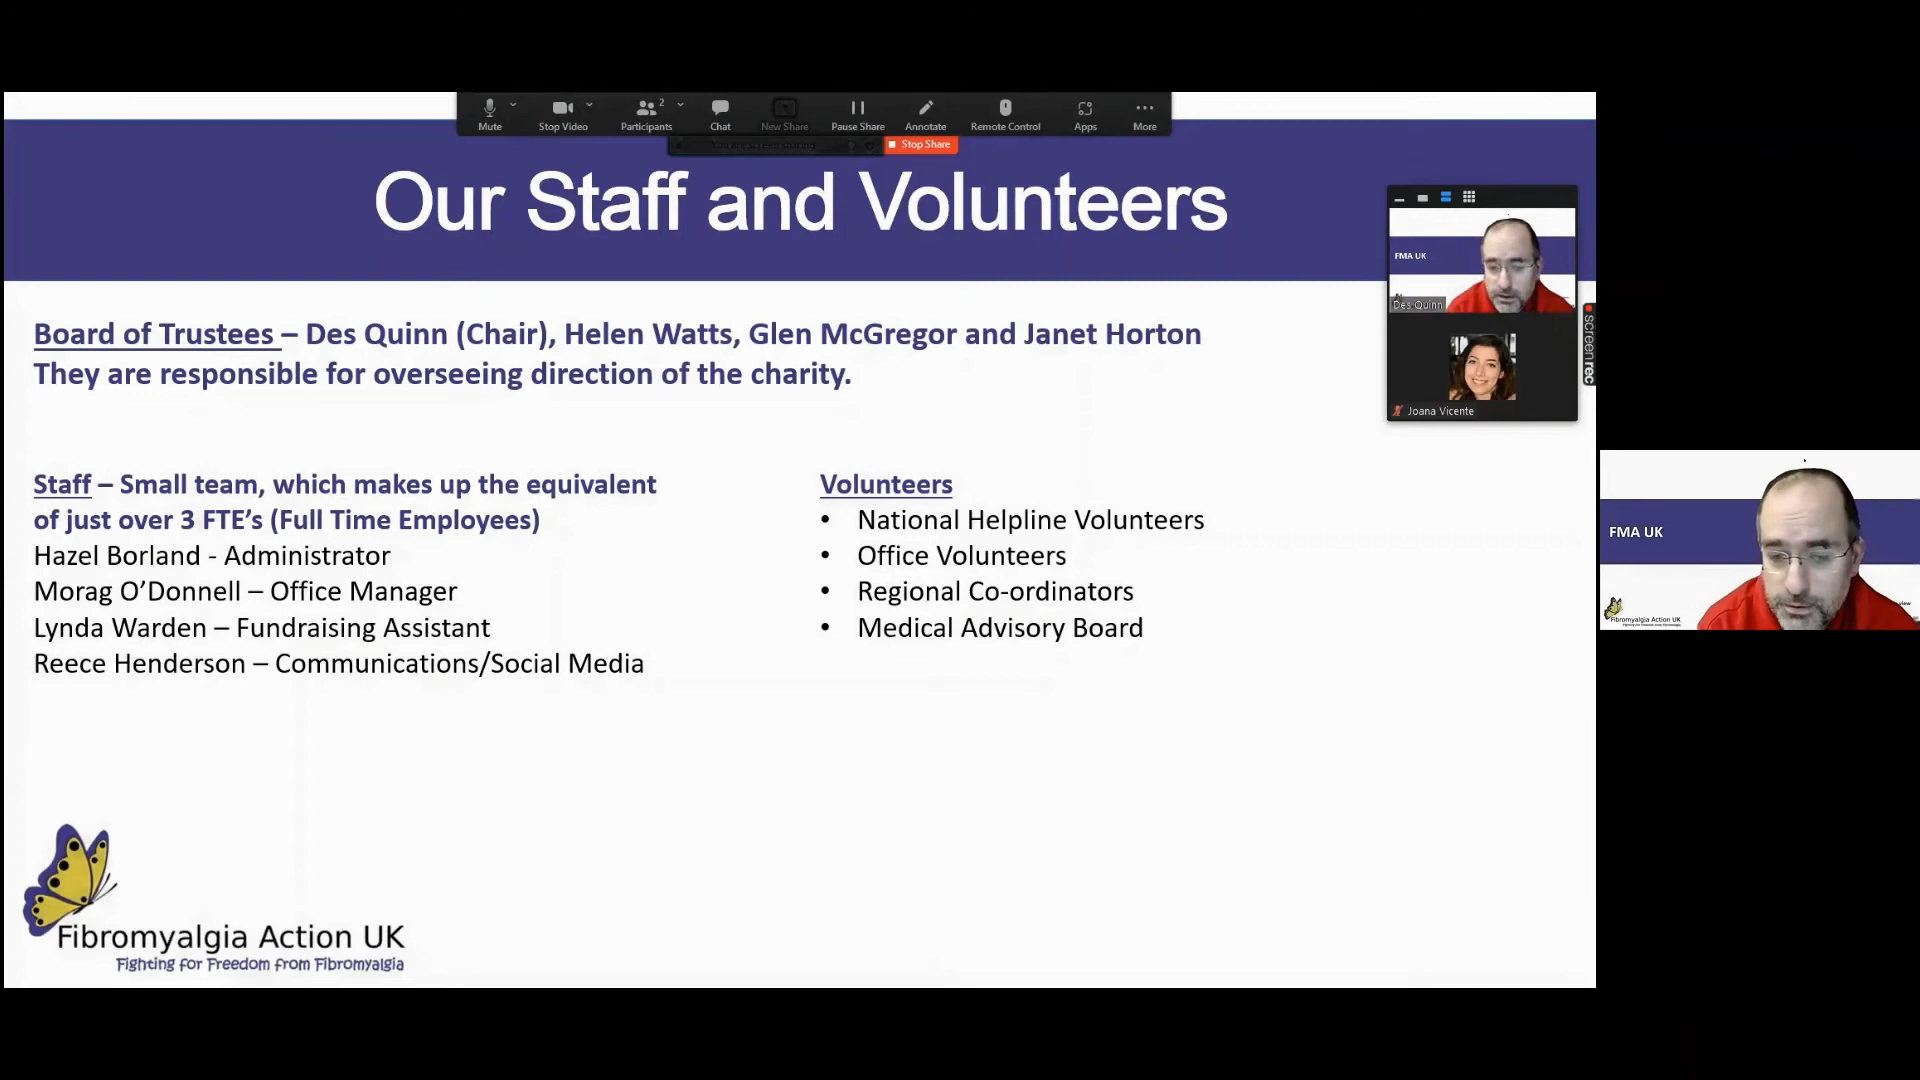 Mute
Stop Video
Participants
2
Chat
New Share
Pause Share
Annotate
Remote Control
Apps
More
You are screen sharing
Stop Share
Our Staff and Volunteers
FMA UK
Des Quinn
Joana Vicente
screenrec
Board of Trustees – Des Quinn (Chair), Helen Watts, Glen McGregor and Janet Horton
They are responsible for overseeing direction of the charity.
Staff – Small team, which makes up the equivalent
of just over 3 FTE's (Full Time Employees)
Hazel Borland - Administrator
Morag O'Donnell – Office Manager
Lynda Warden – Fundraising Assistant
Reece Henderson – Communications/Social Media
Volunteers
• National Helpline Volunteers
• Office Volunteers
• Regional Co-ordinators
• Medical Advisory Board
FMA UK
Fibromyalgia Action UK
Fibromyalgia Action UK
Fighting for Freedom from Fibromyalgia